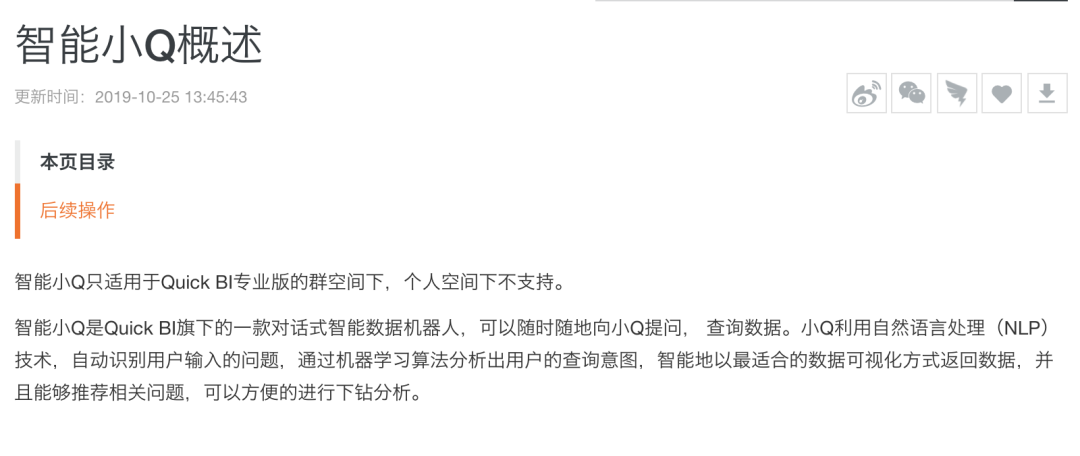 智能小Q概述
更新时间：2019-10-25 13:45:43
本页目录
后续操作
智能小Q只适用于Quick BI专业版的群空间下，个人空间下不支持。
智能小Q是Quick BI旗下的一款对话式智能数据机器人，可以随时随地向小Q提问， 查询数据。小Q利用自然语言处理（NLP）
技术，自动识别用户输入的问题，通过机器学习算法分析出用户的查询意图，智能地以最适合的数据可视化方式返回数据，并
且能够推荐相关问题，可以方便的进行下钻分析。